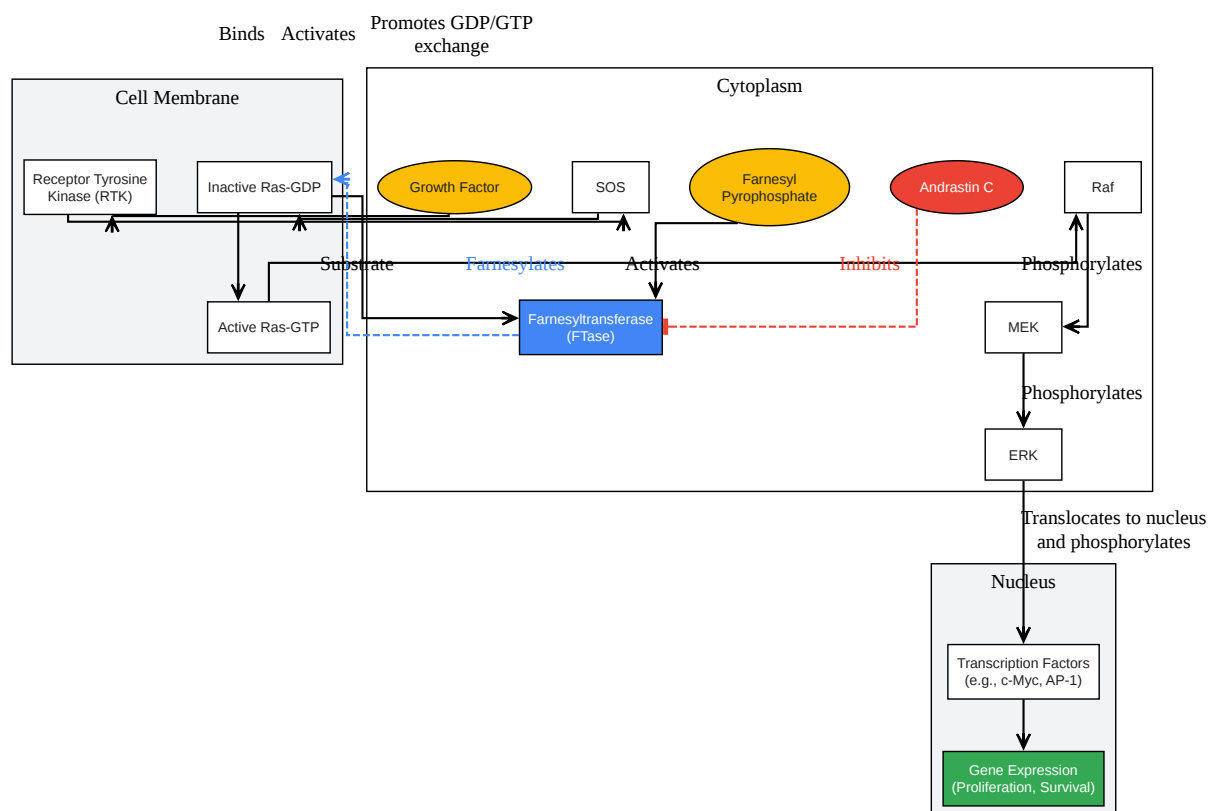 Binds
Activates
Promotes GDP/GTP
exchange
Cell Membrane
Cytoplasm
Receptor Tyrosine
Kinase (RTK)
Inactive Ras-GDP
Growth Factor
SOS
Farnesyl
Pyrophosphate
Andrastin C
Raf
Substrate
Farnesylates
Activates
Inhibits
Phosphorylates
Active Ras-GTP
Farnesyltransferase
(FTase)
MEK
Phosphorylates
ERK
Translocates to nucleus
and phosphorylates
Nucleus
Transcription Factors
(e.g., c-Myc, AP-1)
Gene Expression
(Proliferation, Survival)